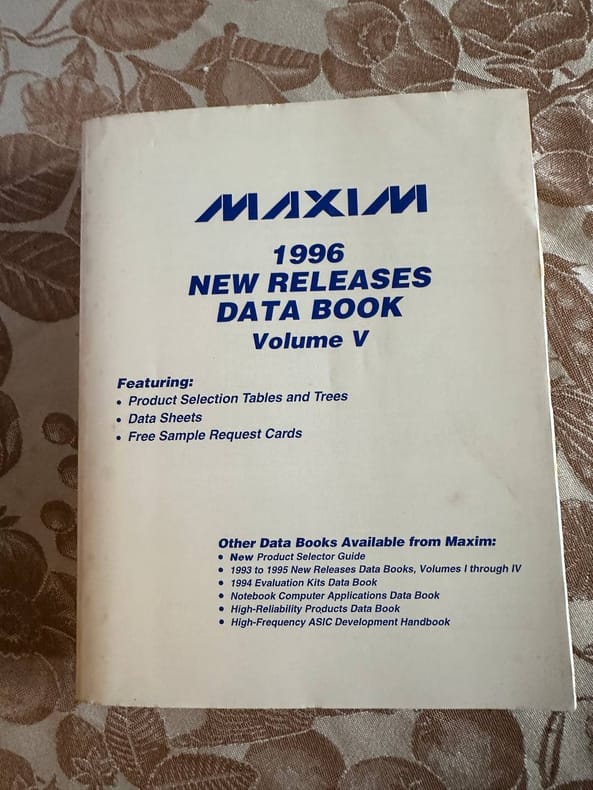 MAXIM
1996
NEW RELEASES
DATA BOOK
Volume V
Featuring:
• Product Selection Tables and Trees
• Data Sheets
• Free Sample Request Cards
Other Data Books Available from Maxim:
• New Product Selector Guide
• 1993 to 1995 New Releases Data Books, Volumes I through IV
• 1994 Evaluation Kits Data Book
• Notebook Computer Applications Data Book
• High-Reliability Products Data Book
• High-Frequency ASIC Development Handbook